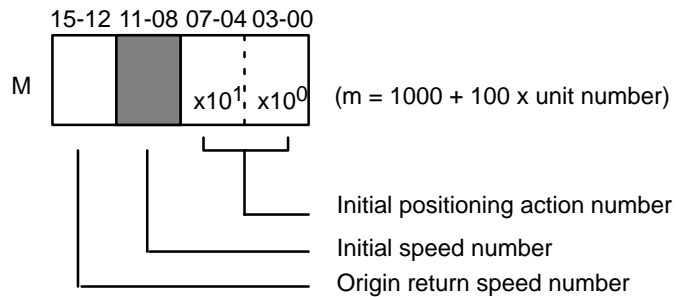 15-12 11-08 07-04 03-00
M x10¹ x10⁰ (m = 1000 + 100 x unit number)
Initial positioning action number
Initial speed number
Origin return speed number